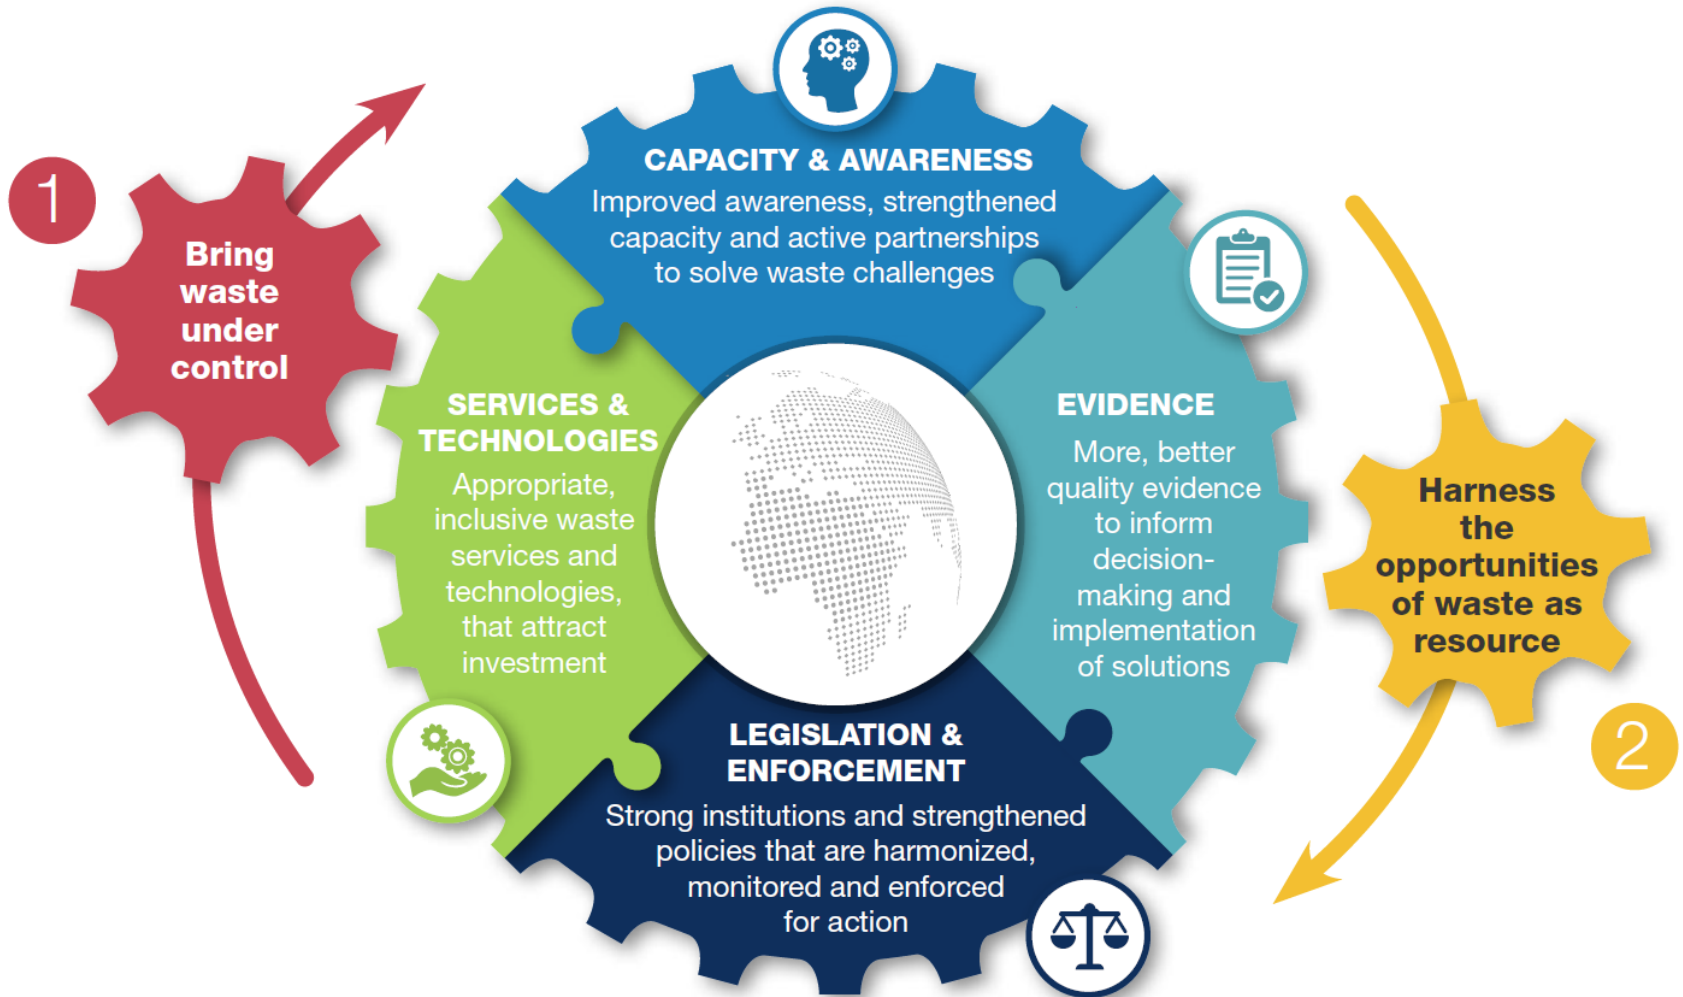 1
Bring
waste
under
control
CAPACITY & AWARENESS
Improved awareness, strengthened
capacity and active partnerships
to solve waste challenges
SERVICES &
TECHNOLOGIES
Appropriate,
inclusive waste
services and
technologies,
that attract
investment
EVIDENCE
More, better
quality evidence
to inform
decision-
making and
implementation
of solutions
LEGISLATION &
ENFORCEMENT
Strong institutions and strengthened
policies that are harmonized,
monitored and enforced
for action
Harness
the
opportunities
of waste as
resource
2